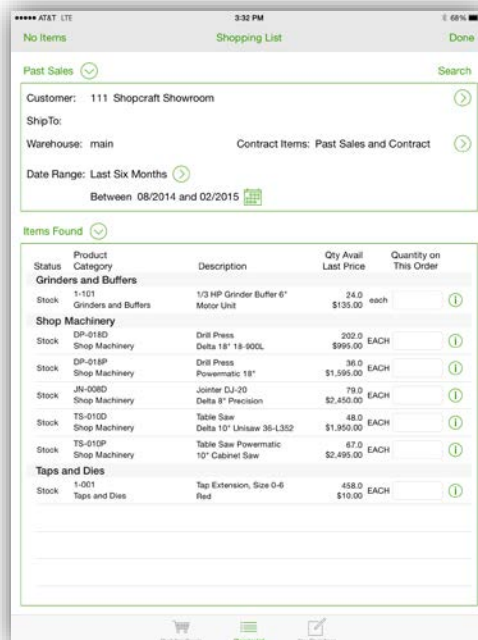 AT&T LTE 3:32 PM 68%
No Items Shopping List Done
Past Sales Search
Customer: 111 Shopcraft Showroom
ShipTo:
Warehouse: main Contract Items: Past Sales and Contract
Date Range: Last Six Months
Between 08/2014 and 02/2015
Items Found
Product Qty Avail Quantity on
Status Category Description Last Price This Order
Grinders and Buffers
1-101 1/3 HP Grinder Buffer 6" 24.0
Stock each
Grinders and Buffers Motor Unit $135.00
Shop Machinery
DP-018D Drill Press 202.0
Stock EACH
Shop Machinery Delta 18" 18-900L $995.00
DP-018P Drill Press 36.0
Stock EACH
Shop Machinery Powermatic 18" $1,595.00
JN-008D Jointer DJ-20 79.0
Stock EACH
Shop Machinery Delta 8" Precision $2,450.00
TS-010D Table Saw 48.0
Stock EACH
Shop Machinery Delta 10" Unisaw 36-L352 $1,950.00
TS-010P Table Saw Powermatic 67.0
Stock EACH
Shop Machinery 10" Cabinet Saw $2,495.00
Taps and Dies
1-001 Tap Extension, Size 0-6 458.0
Stock EACH
Taps and Dies Red $10.00